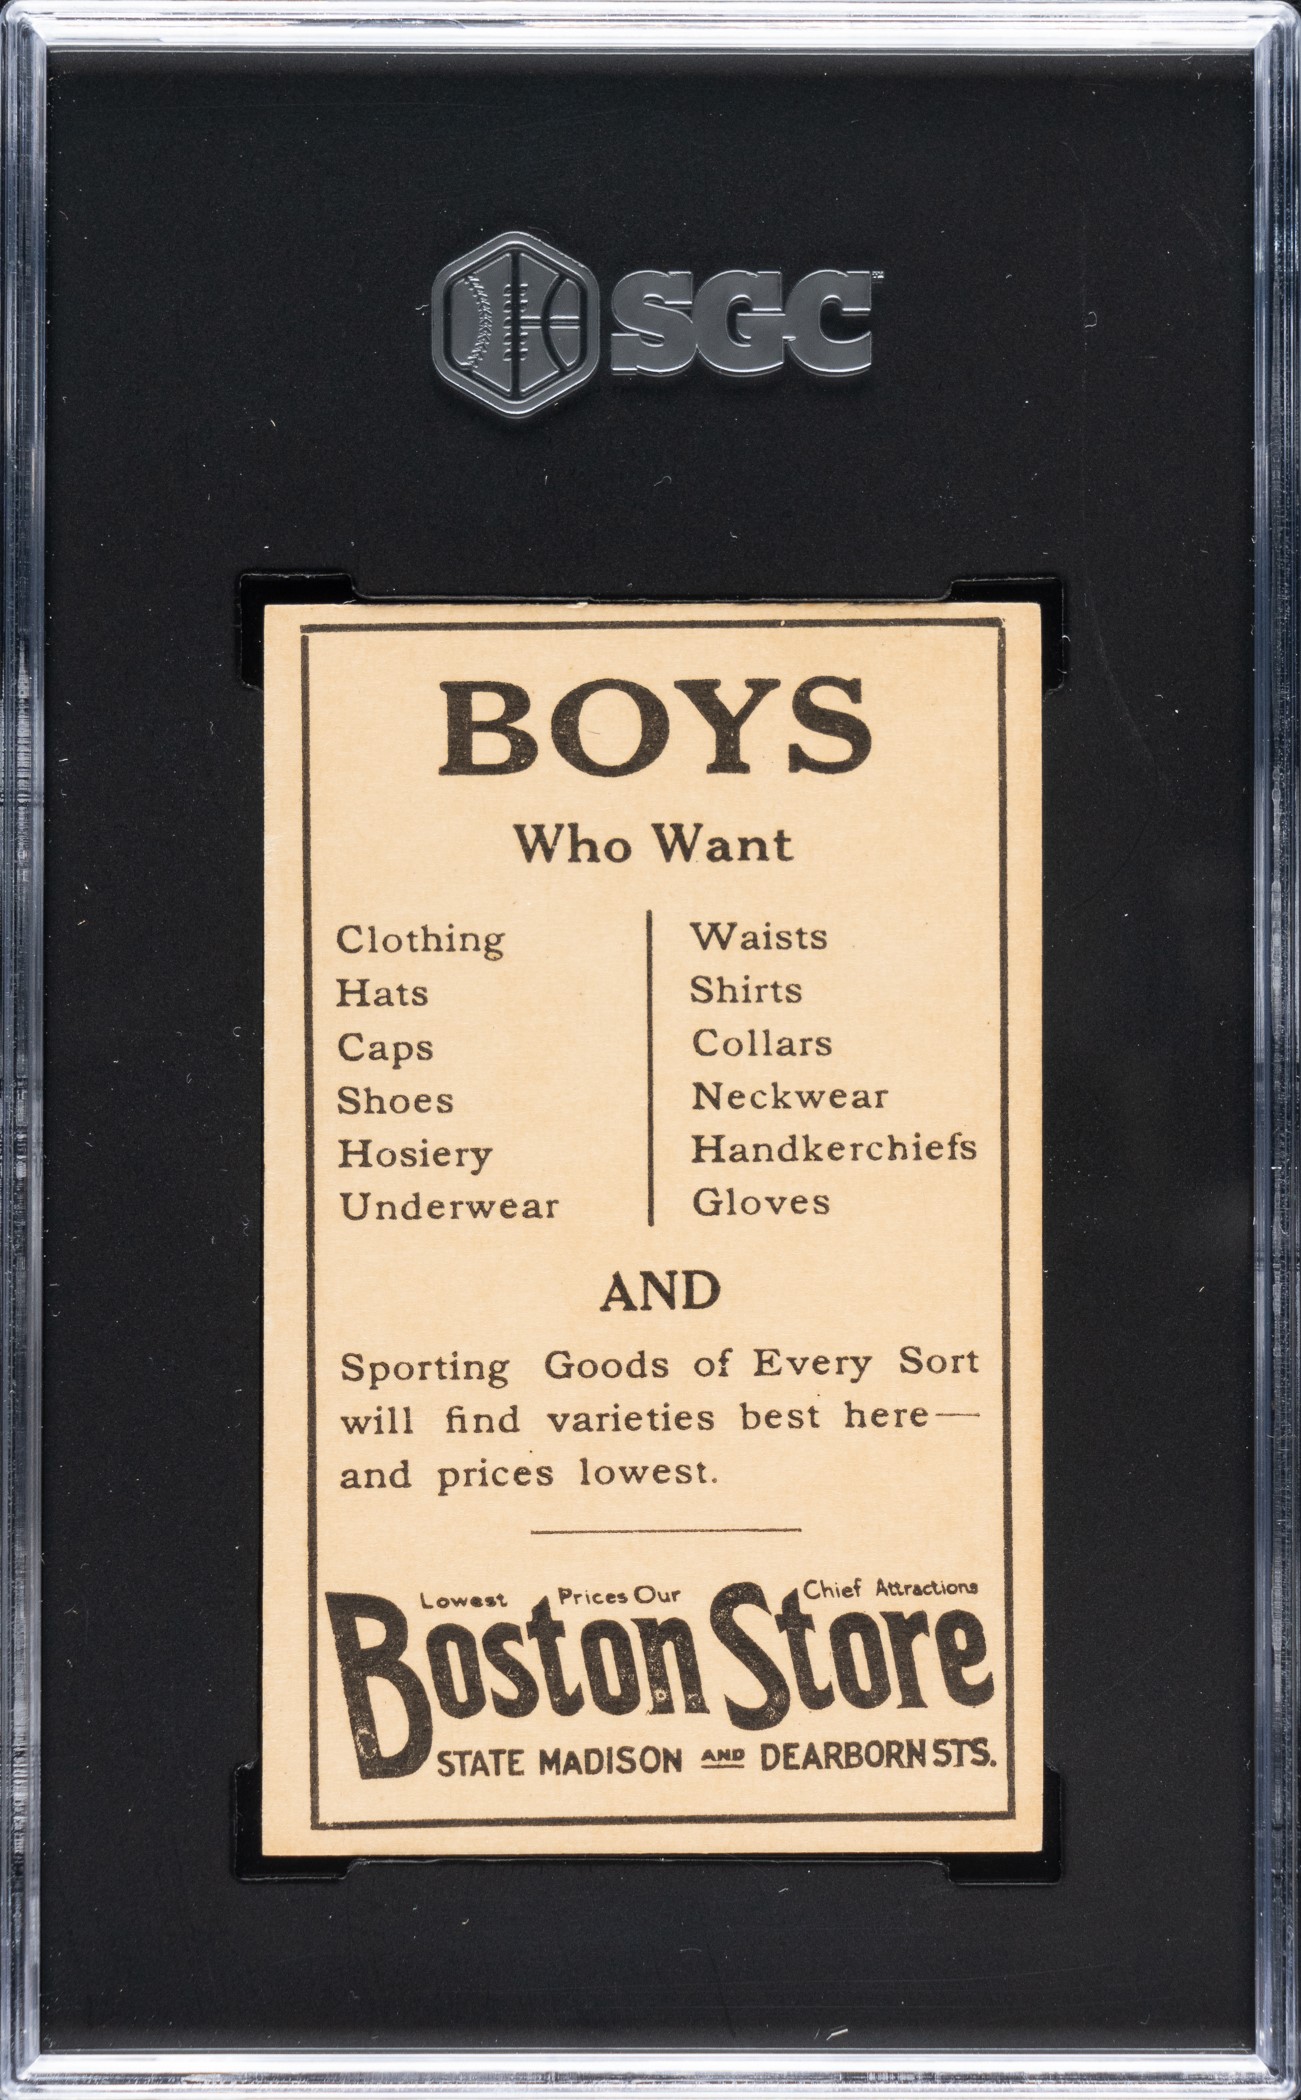 SGC
BOYS
Who Want
Clothing
Hats
Caps
Shoes
Hosiery
Underwear
Waists
Shirts
Collars
Neckwear
Handkerchiefs
Gloves
AND
Sporting Goods of Every Sort
will find varieties best here—
and prices lowest.
Lowest Prices Our Chief Attractions
Boston Store
STATE MADISON AND DEARBORN STS.